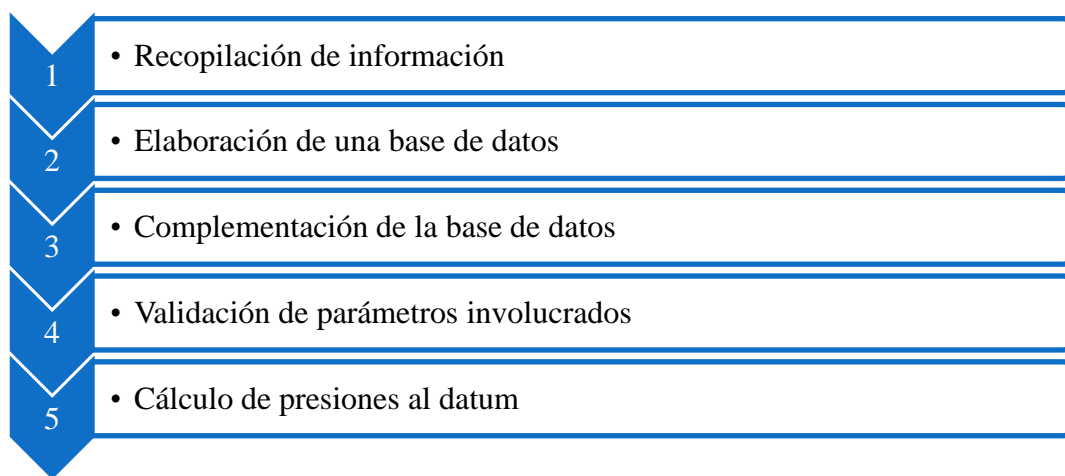 1 • Recopilación de información
2 • Elaboración de una base de datos
3 • Complementación de la base de datos
4 • Validación de parámetros involucrados
5 • Cálculo de presiones al datum